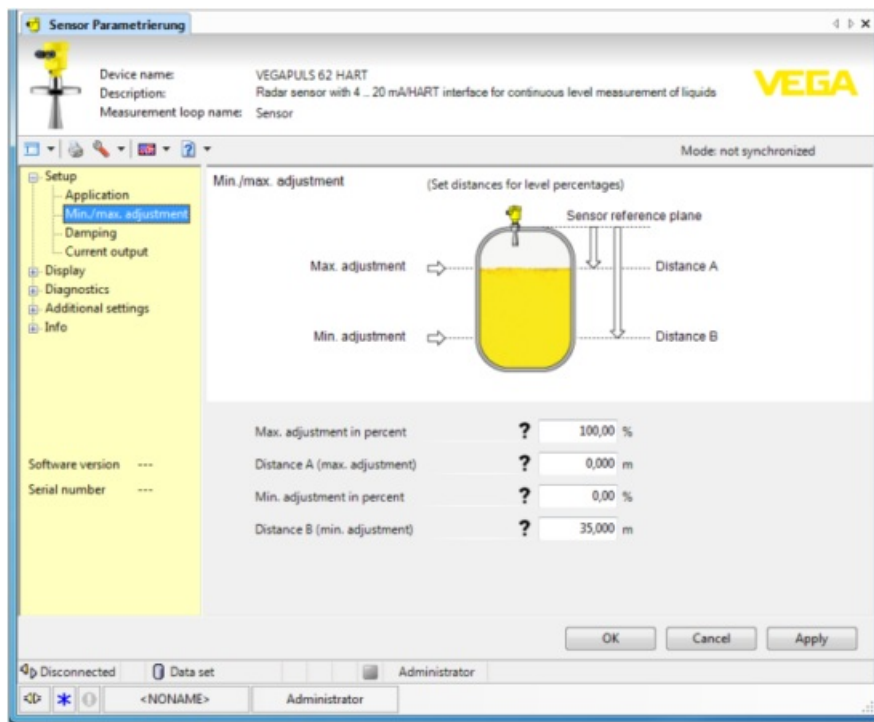 Sensor Parametrierung
Device name: VEGAPULS 62 HART
Description: Radar sensor with 4 .. 20 mA/HART interface for continuous level measurement of liquids
Measurement loop name: Sensor
VEGA
Mode: not synchronized
Setup
Application
Min./max. adjustment
Damping
Current output
Display
Diagnostics
Additional settings
Info
Software version ---
Serial number ---
Min./max. adjustment (Set distances for level percentages)
Sensor reference plane
Max. adjustment Distance A
Min. adjustment Distance B
Max. adjustment in percent ? 100,00 %
Distance A (max. adjustment) ? 0,000 m
Min. adjustment in percent ? 0,00 %
Distance B (min. adjustment) ? 35,000 m
OK Cancel Apply
Disconnected Data set Administrator
<NONAME> Administrator